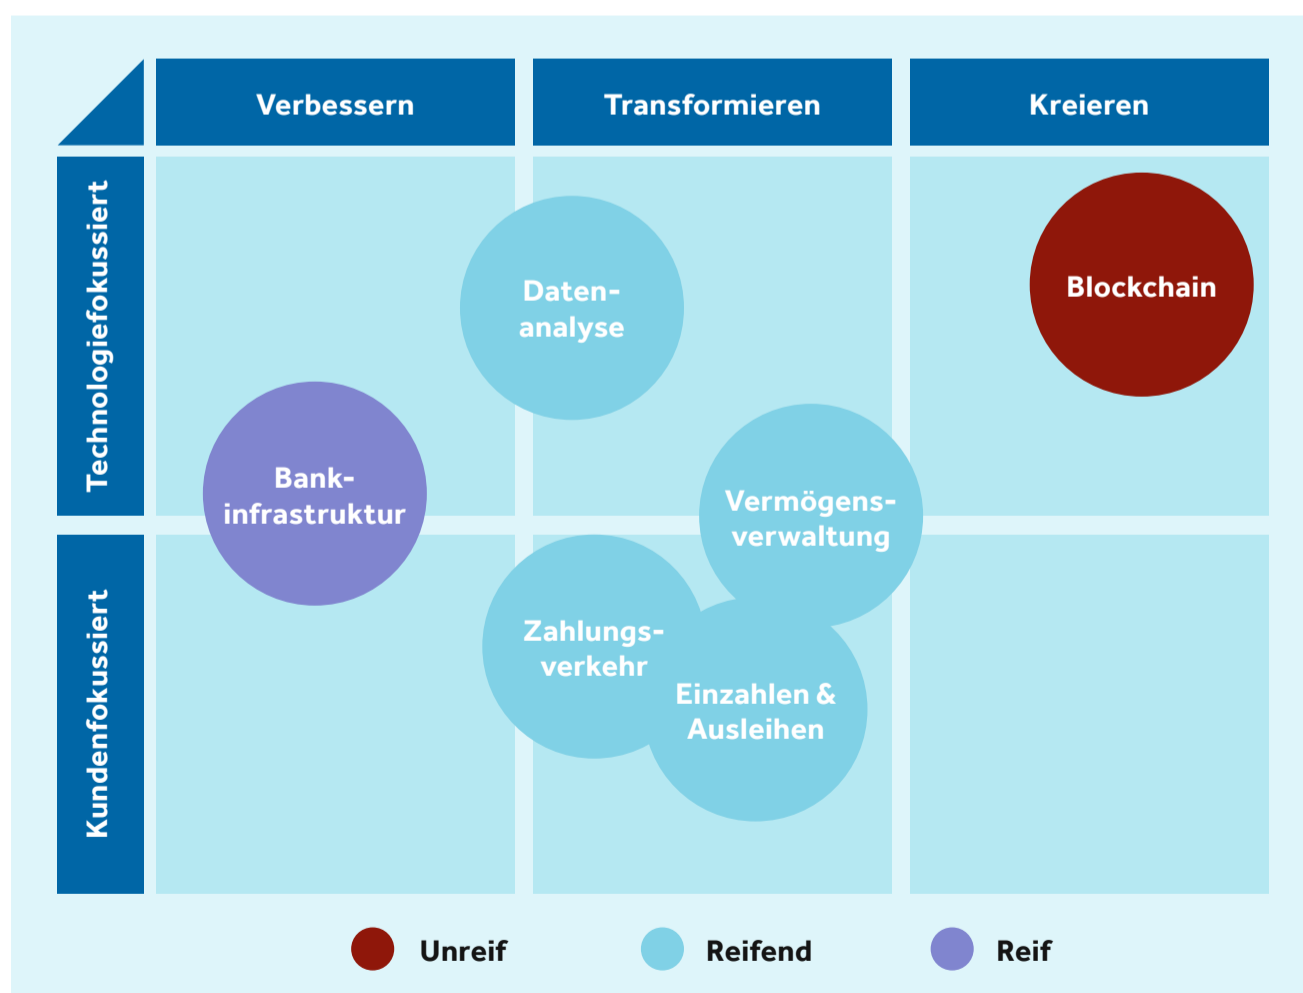 Verbessern
Transformieren
Kreieren
Technologiefokussiert
Daten-
analyse
Blockchain
Bank-
infrastruktur
Vermögens-
verwaltung
Kundenfokussiert
Zahlungs-
verkehr
Einzahlen &
Ausleihen
Unreif
Reifend
Reif